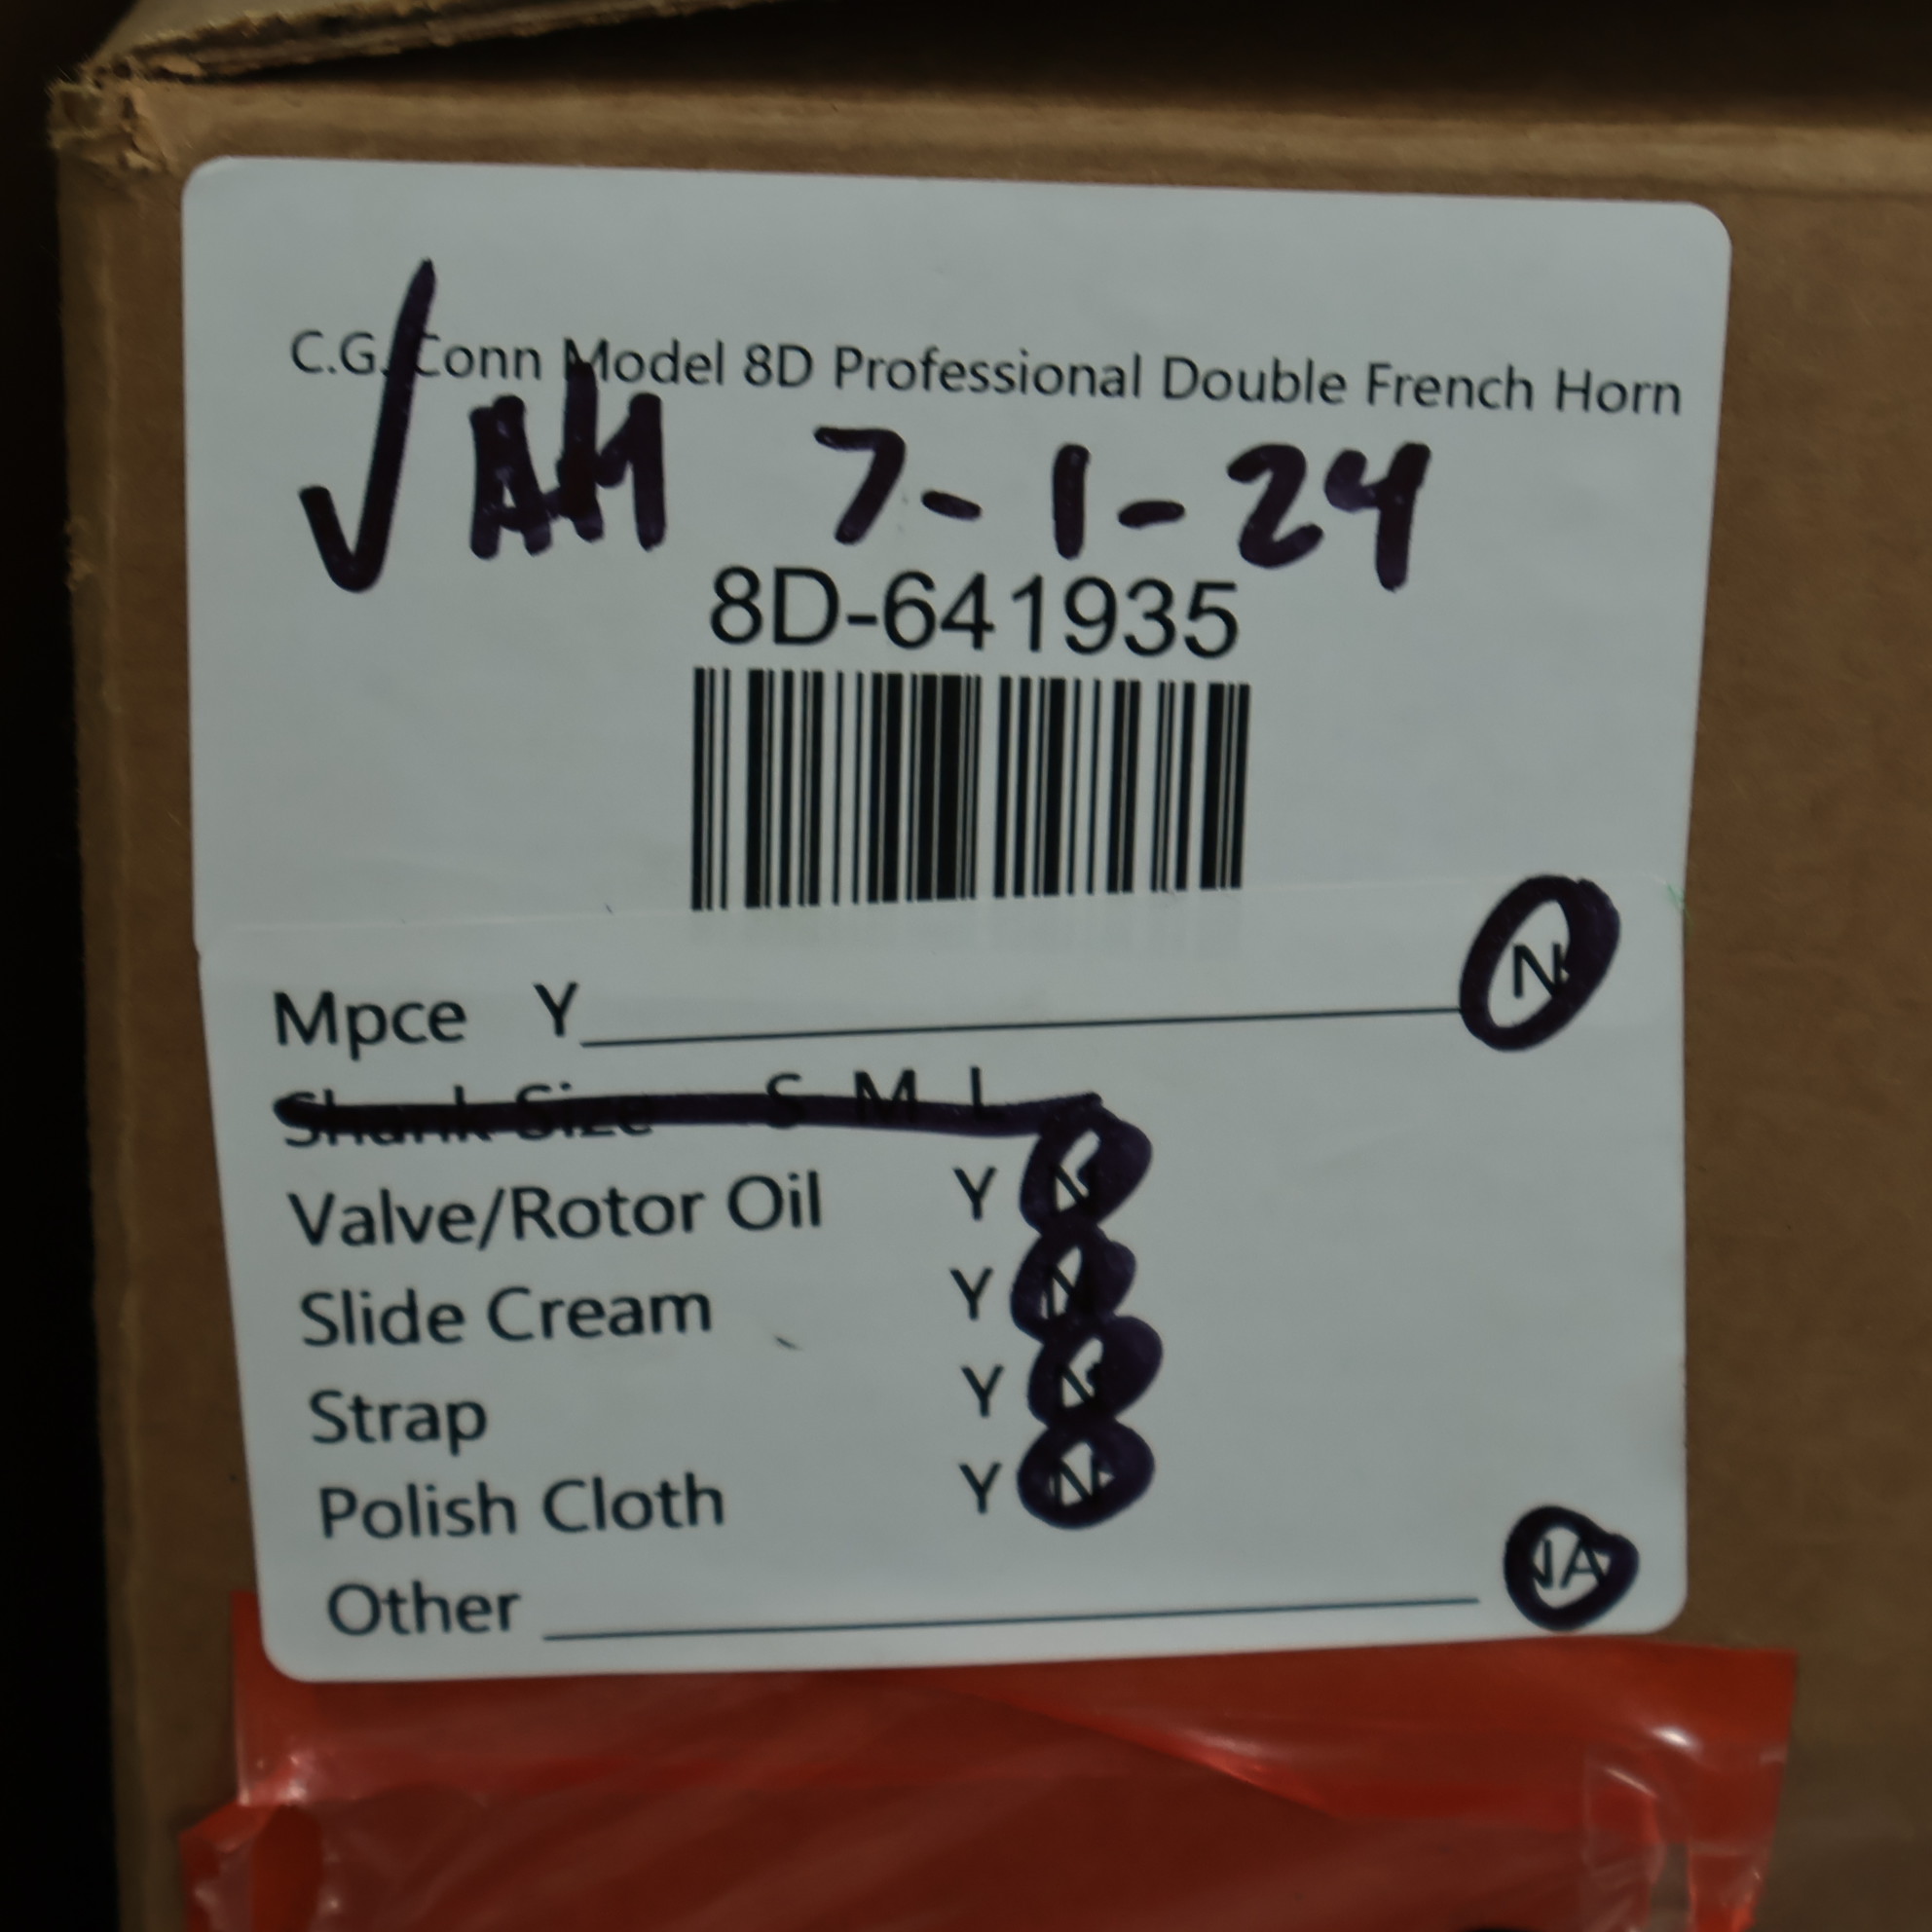 C.G. Conn Model 8D Professional Double French Horn
√ AH 7-1-24
8D-641935
Mpce Y N
Shank Size S M L
Valve/Rotor Oil Y N
Slide Cream Y N
Strap Y N
Polish Cloth Y N
Other NA